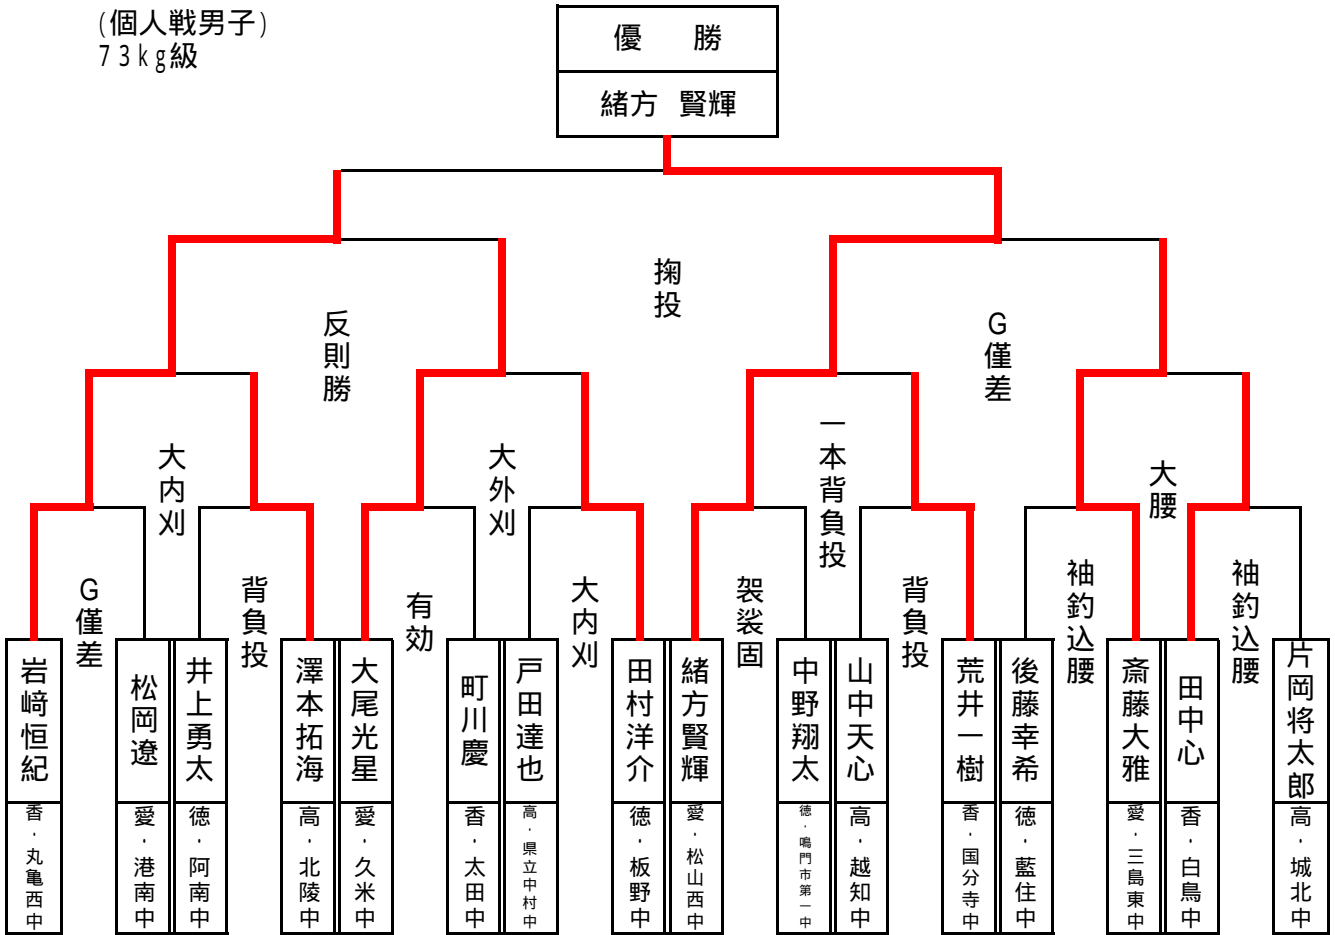 (個人戦男子)
73kg級
優　勝
緒方 賢輝
掬投
反則勝
G僅差
大内刈
大外刈
一本背負投
大腰
G僅差
背負投
有効
大内刈
袈裟固
背負投
袖釣込腰
袖釣込腰
岩﨑恒紀
松岡遼
井上勇太
澤本拓海
大尾光星
町川慶
戸田達也
田村洋介
緒方賢輝
中野翔太
山中天心
荒井一樹
後藤幸希
斎藤大雅
田中心
片岡将太郎
香・丸亀西中
愛・港南中
徳・阿南中
高・北陵中
愛・久米中
香・太田中
高・県立中村中
徳・板野中
愛・松山西中
徳・鳴門市第一中
高・越知中
香・国分寺中
徳・藍住中
愛・三島東中
香・白鳥中
高・城北中